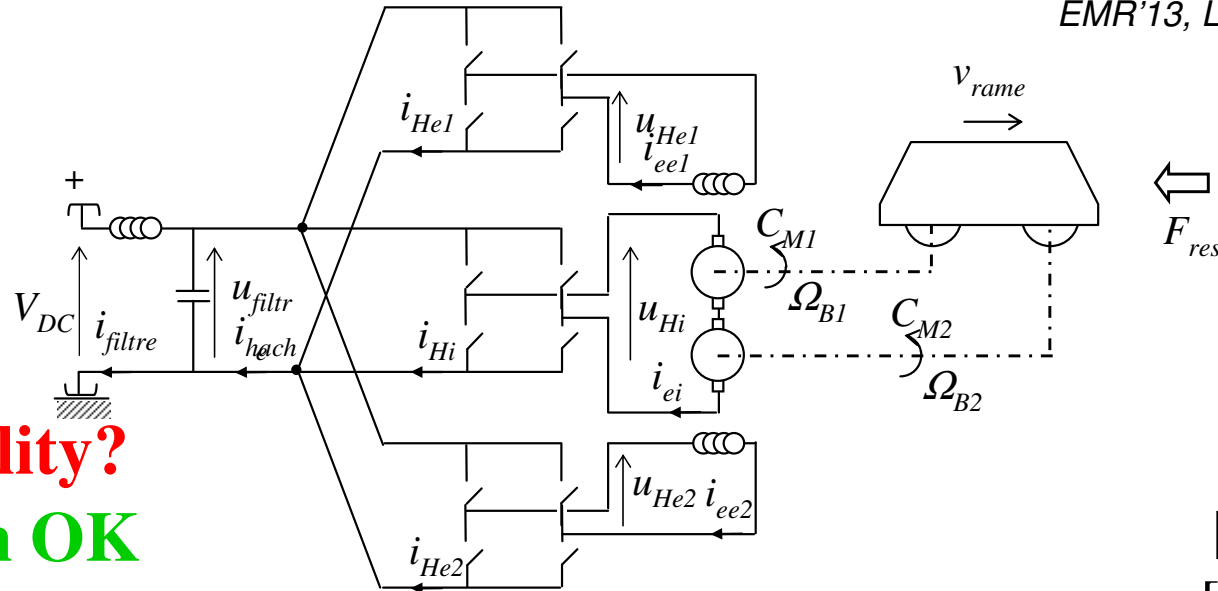 EMR'13, L
v_rame
i_He1
u_He1
i_ee1
+
C_M1
F_res
V_DC
i_filtre
u_filtr
i_hach
e
i_Hi
u_Hi
Ω_B1
C_M2
i_ei
Ω_B2
lity?
u_He2
i_ee2
n OK
i_He2